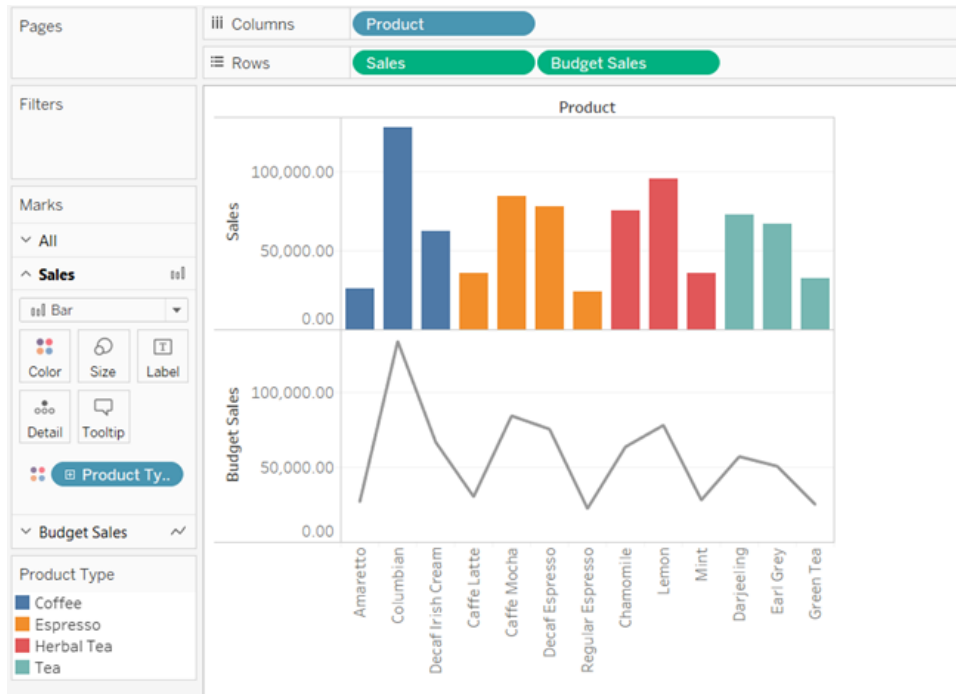 Pages
Columns
Product
Rows
Sales
Budget Sales
Filters
Marks
All
Sales
Bar
Color
Size
Label
Detail
Tooltip
Product Ty..
Budget Sales
Product Type
Coffee
Espresso
Herbal Tea
Tea
Product
Sales
100,000.00
50,000.00
0.00
Budget Sales
100,000.00
50,000.00
0.00
Amaretto
Columbian
Decaf Irish Cream
Caffe Latte
Caffe Mocha
Decaf Espresso
Regular Espresso
Chamomile
Lemon
Mint
Darjeeling
Earl Grey
Green Tea